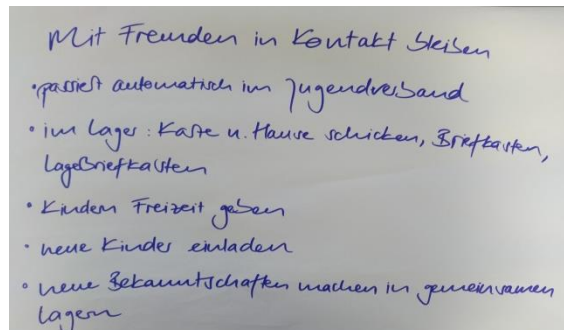 Mit Freunden in Kontakt bleiben
• passiert automatisch im Jugendverband
• im Lager: Karte n. Hause schicken, Briefkasten,
Lagebriefkasten
• Kindern Freizeit geben
• neue Kinder einladen
• neue Bekanntschaften machen in gemeinsamen
Lagern